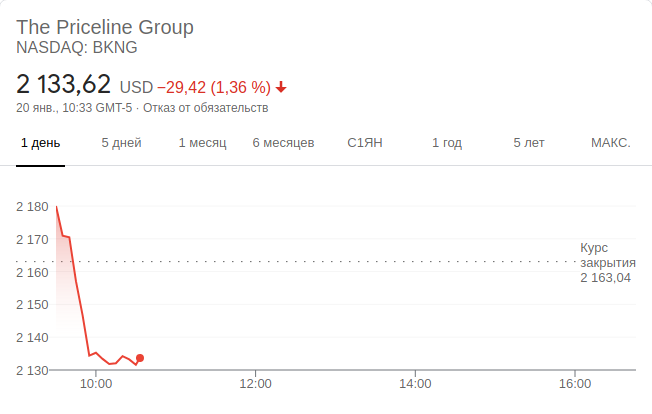 The Priceline Group
NASDAQ: BKNG
2 133,62 USD −29,42 (1,36 %)
20 янв., 10:33 GMT-5 · Отказ от обязательств
1 день 5 дней 1 месяц 6 месяцев С1ЯН 1 год 5 лет МАКС.
2 180
2 170
Курс
закрытия
2 163,04
2 160
2 150
2 140
2 130
10:00 12:00 14:00 16:00